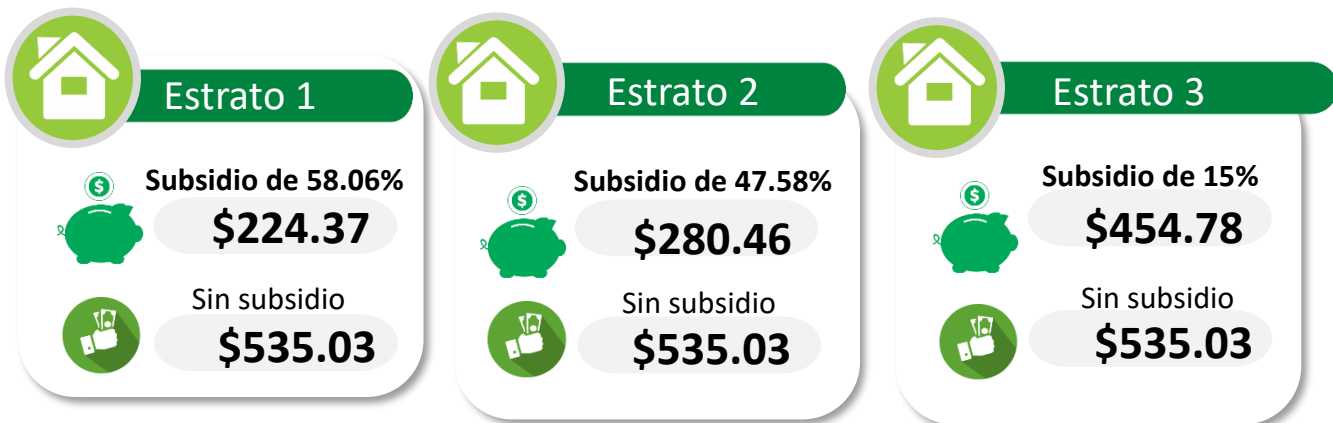 Estrato 1
$
Subsidio de 58.06%
$224.37
Sin subsidio
$535.03
Estrato 2
$
Subsidio de 47.58%
$280.46
Sin subsidio
$535.03
Estrato 3
$
Subsidio de 15%
$454.78
Sin subsidio
$535.03